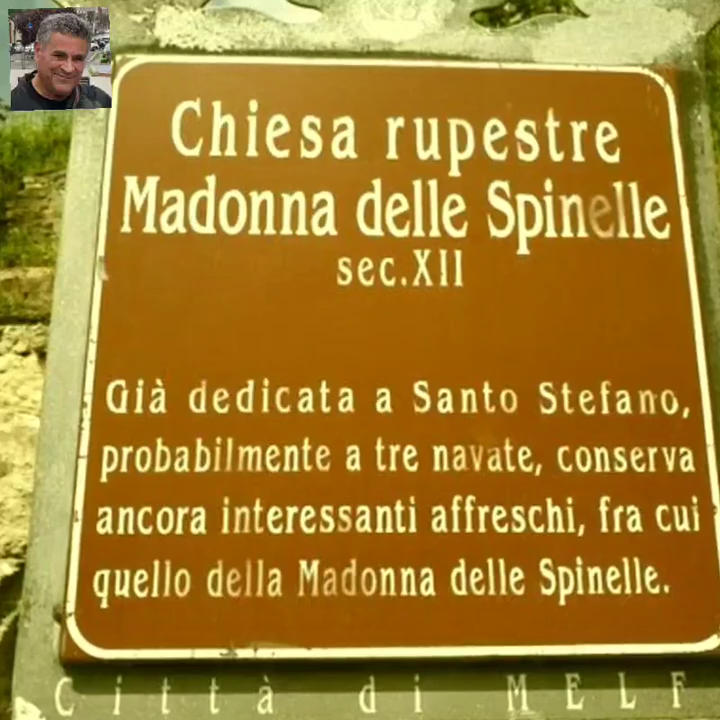 Chiesa rupestre
Madonna delle Spinelle
sec.XII
Già dedicata a Santo Stefano,
probabilmente a tre navate, conserva
ancora interessanti affreschi, fra cui
quello della Madonna delle Spinelle.
Città di MELF